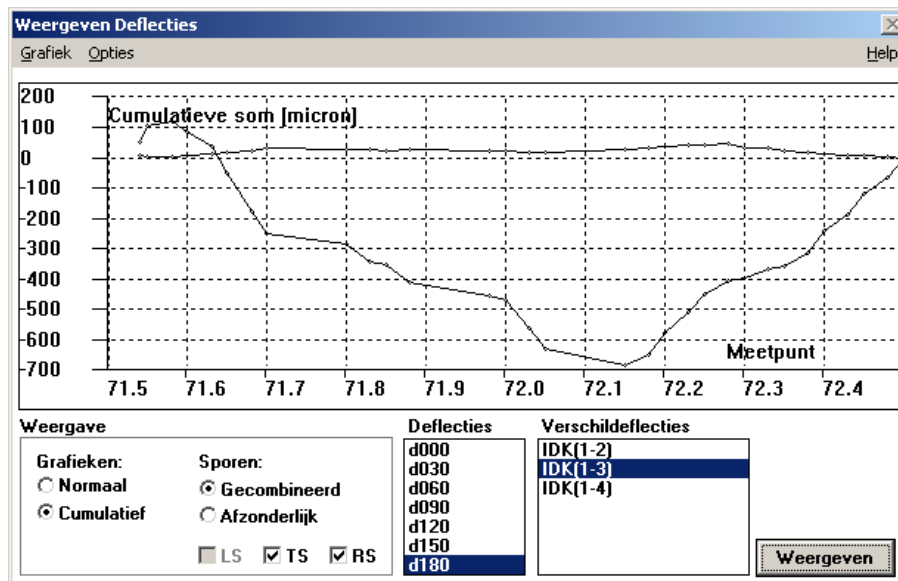 Weergeven Deflecties
Grafiek Opties Help
200
Cumulatieve som [micron]
100
0
-100
-200
-300
-400
-500
-600
Meetpunt
-700
71.5 71.6 71.7 71.8 71.9 72.0 72.1 72.2 72.3 72.4
Weergave
Grafieken:
Normaal
Cumulatief
Sporen:
Gecombineerd
Afzonderlijk
LS TS RS
Deflecties
d000
d030
d060
d090
d120
d150
d180
Verschildeflecties
IDK(1-2)
IDK(1-3)
IDK(1-4)
Weergeven